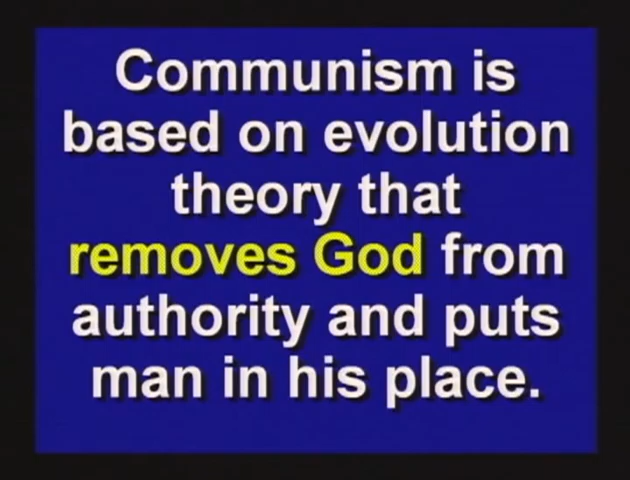 Communism is
based on evolution
theory that
removes God from
authority and puts
man in his place.